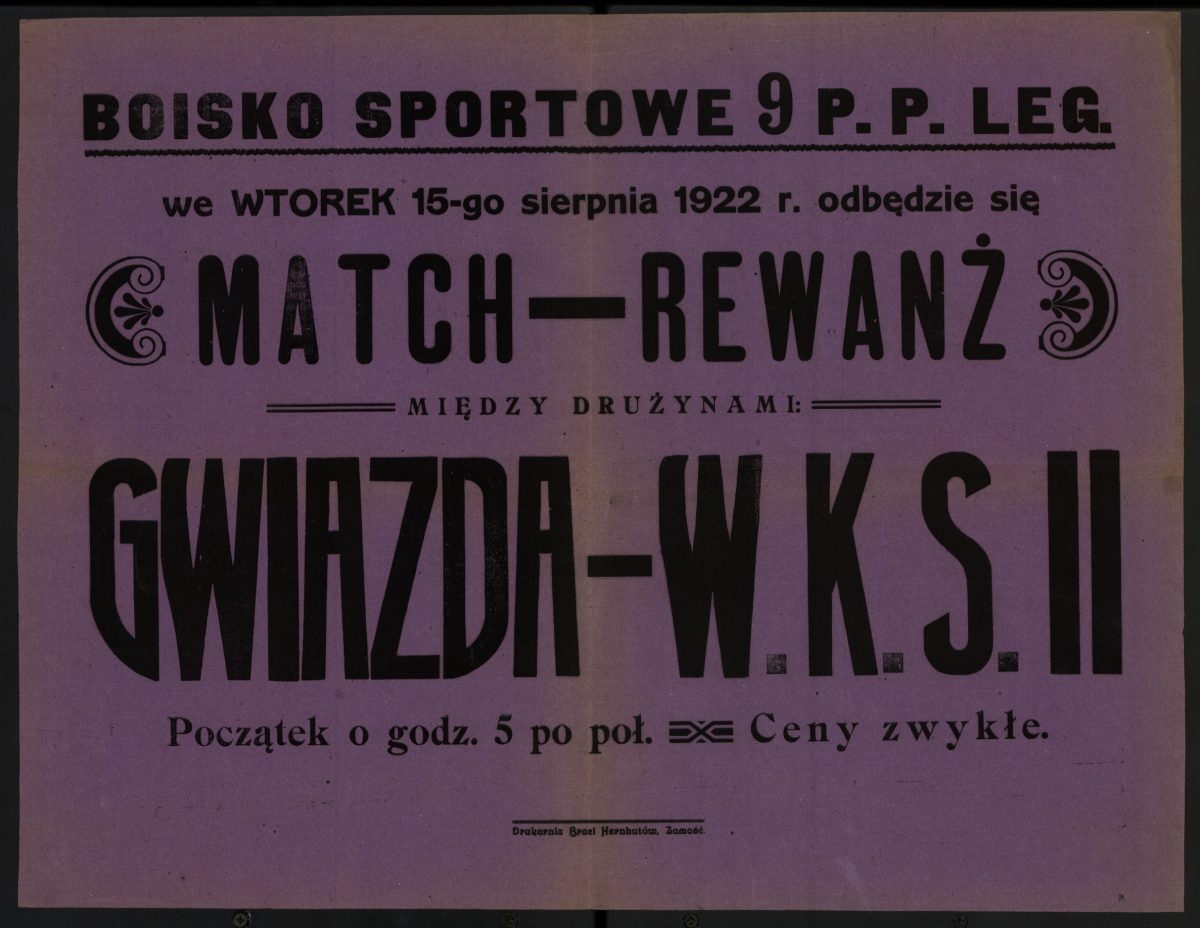 BOISKO SPORTOWE 9 P. P. LEG.
we WTOREK 15-go sierpnia 1922 r. odbędzie się
MATCH—REWANŻ
MIĘDZY DRUŻYNAMI:
GWIAZDA—W.K.S. II
Początek o godz. 5 po poł. Ceny zwykłe.
Drukarnia Braci Hernhutów, Zamość.